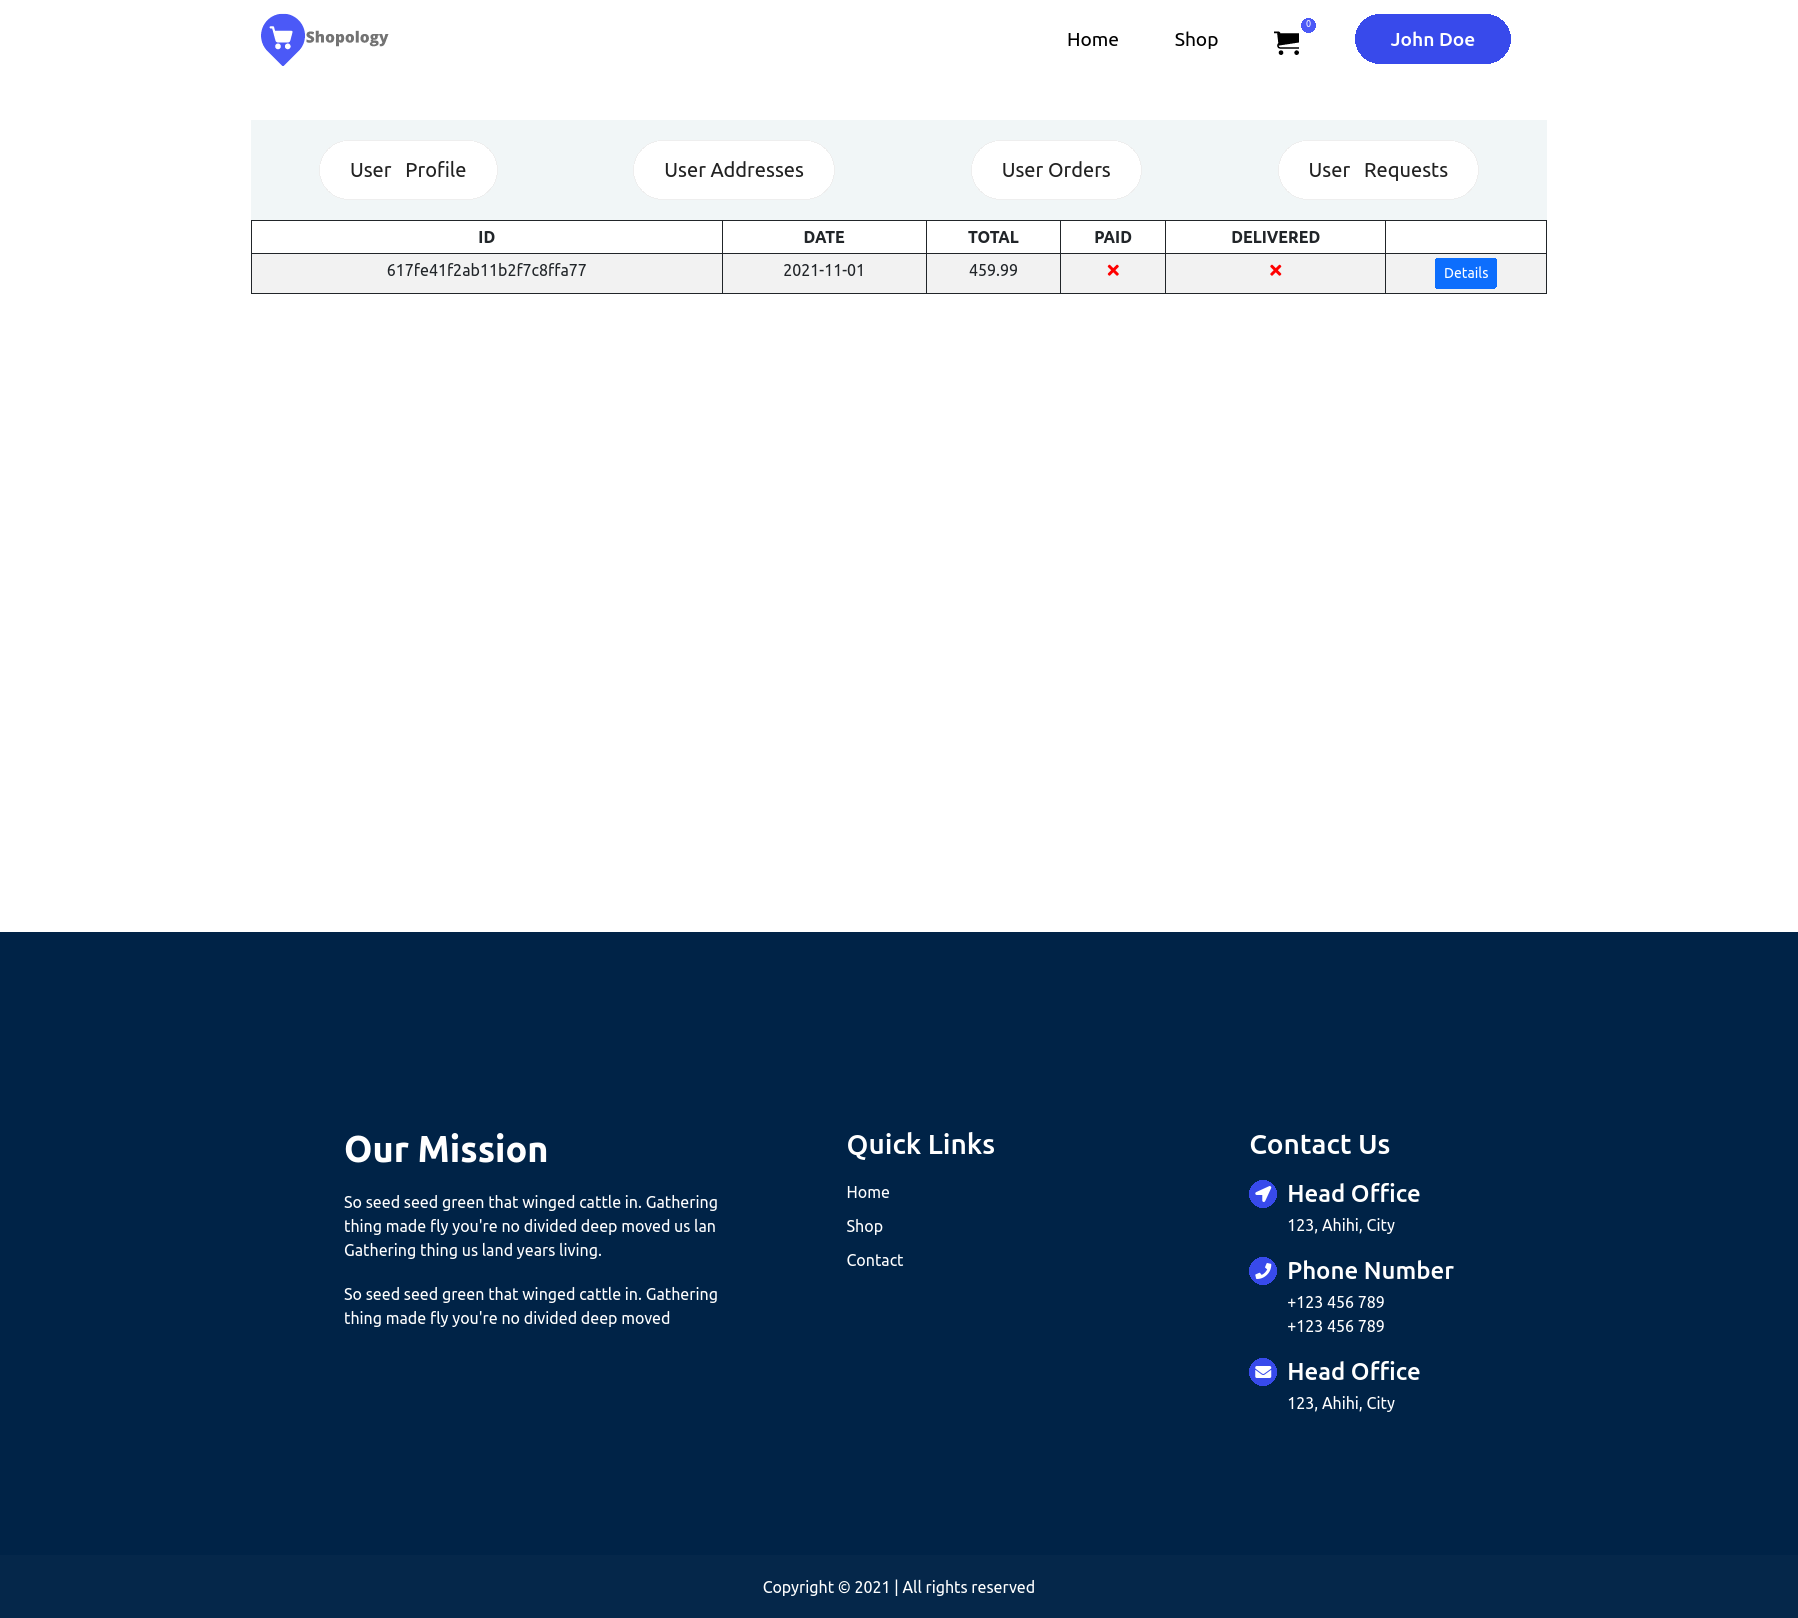 Shopology
Home Shop 0 John Doe
User Profile User Addresses User Orders User Requests
ID DATE TOTAL PAID DELIVERED
617fe41f2ab11b2f7c8ffa77 2021-11-01 459.99 Details
Our Mission
So seed seed green that winged cattle in. Gathering
thing made fly you're no divided deep moved us lan
Gathering thing us land years living.
So seed seed green that winged cattle in. Gathering
thing made fly you're no divided deep moved
Quick Links
Home
Shop
Contact
Contact Us
Head Office
123, Ahihi, City
Phone Number
+123 456 789
+123 456 789
Head Office
123, Ahihi, City
Copyright © 2021 | All rights reserved